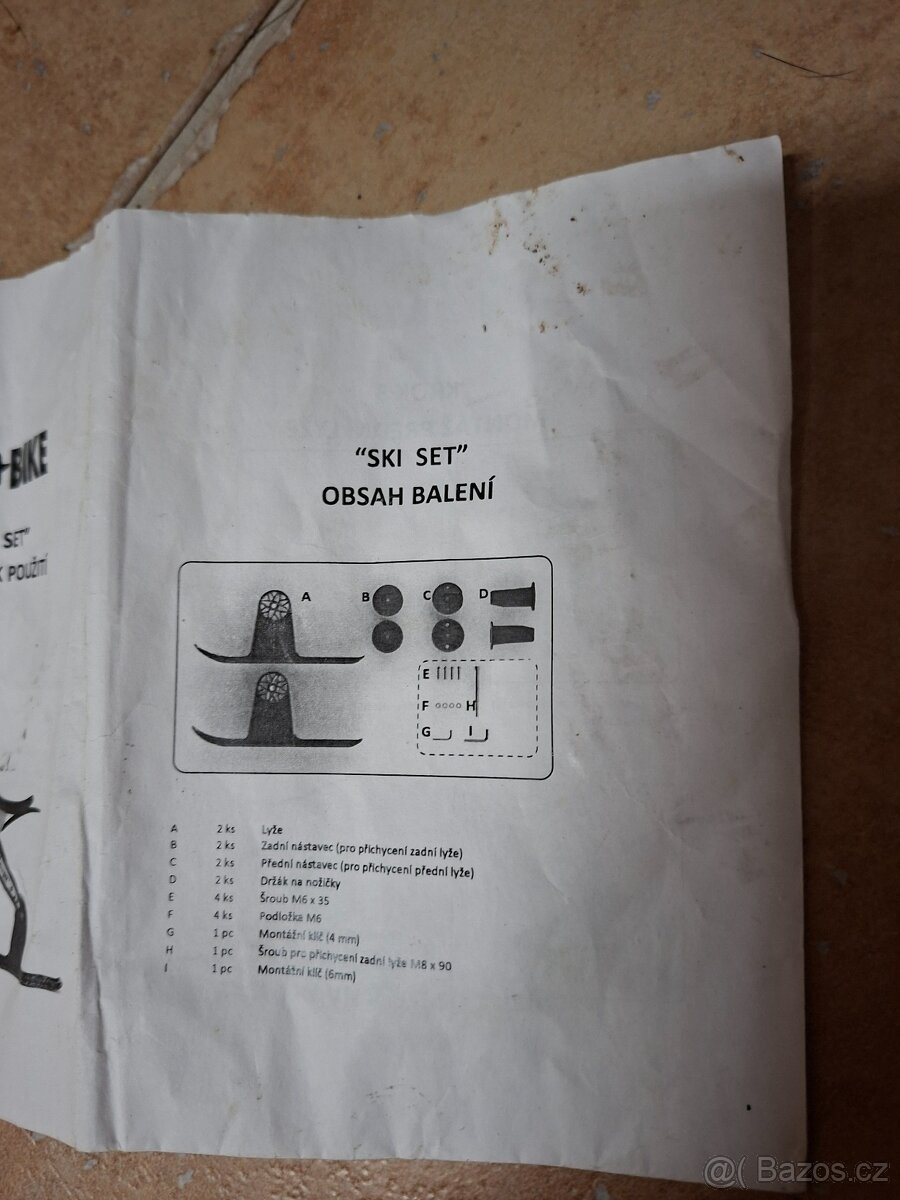 BIKE
SET"
POUŽITÍ
"SKI SET"
OBSAH BALENÍ
A B C D
E
F H
G I
A 2 ks Lyže
B 2 ks Zadní nástavec (pro přichycení zadní lyže)
C 2 ks Přední nástavec (pro přichycení přední lyže)
D 2 ks Držák na nožičky
E 4 ks Šroub M6 x 35
F 4 ks Podložka M6
G 1 pc Montážní klíč (4 mm)
H 1 pc Šroub pro přichycení zadní lyže M8 x 90
I 1 pc Montážní klíč (6mm)
@( Bazos.cz